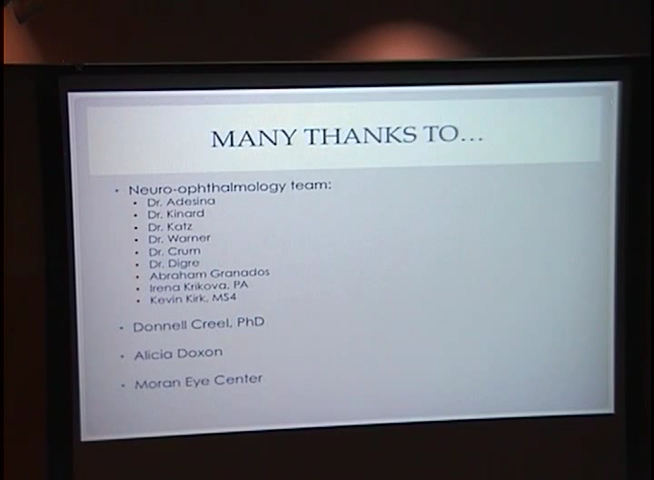 MANY THANKS TO...
• Neuro-ophthalmology team:
• Dr. Adesina
• Dr. Kinard
• Dr. Katz
• Dr. Warner
• Dr. Crum
• Dr. Digre
• Abraham Granados
• Irena Krikova, PA
• Kevin Kirk, MS4
• Donnell Creel, PhD
• Alicia Doxon
• Moran Eye Center